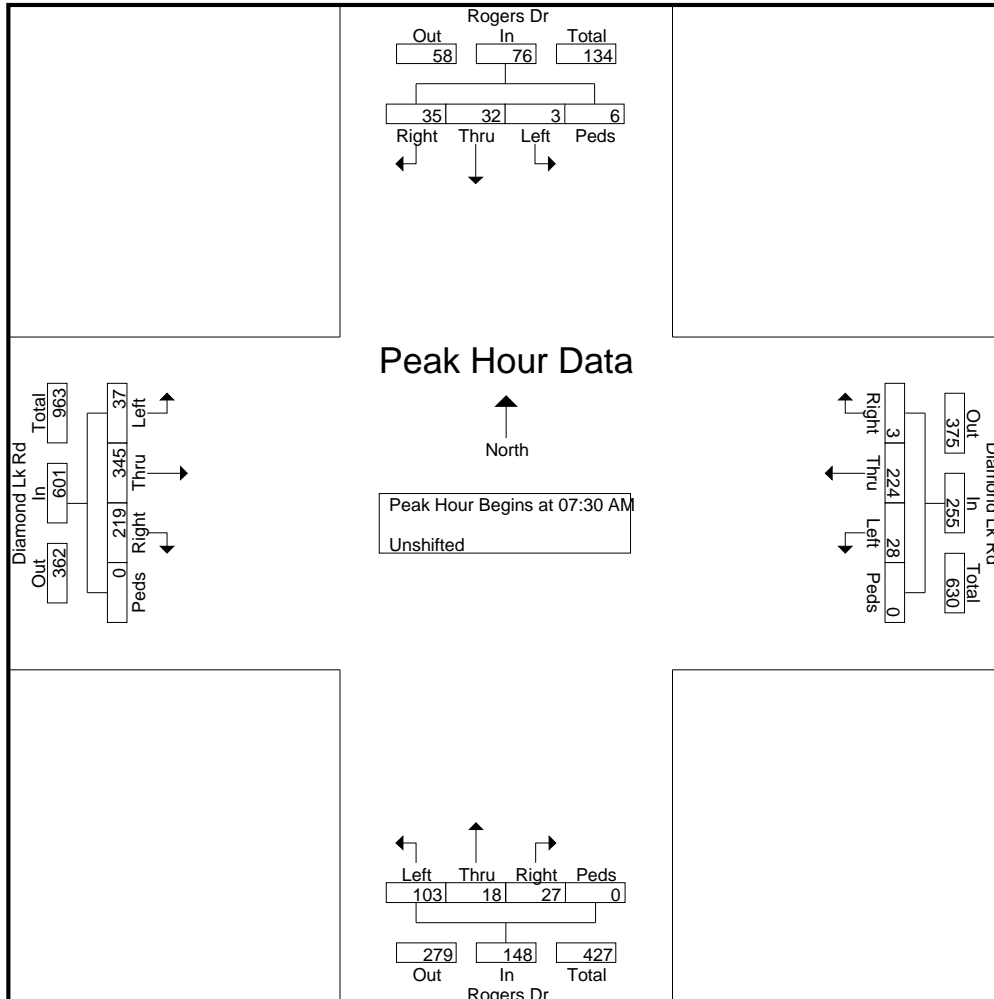 Rogers Dr
Out In Total
58 76 134
35 32 3 6
Right Thru Left Peds
Peak Hour Data
North
Peak Hour Begins at 07:30 AM
Unshifted
Diamond Lk Rd
Total In Out
963 601 362
37 345 219 0
Left Thru Right Peds
Right Thru Left Peds
3 224 28 0
Out In Total
375 255 630
Diamond Lk Rd
Left Thru Right Peds
103 18 27 0
279 148 427
Out In Total
Rogers Dr